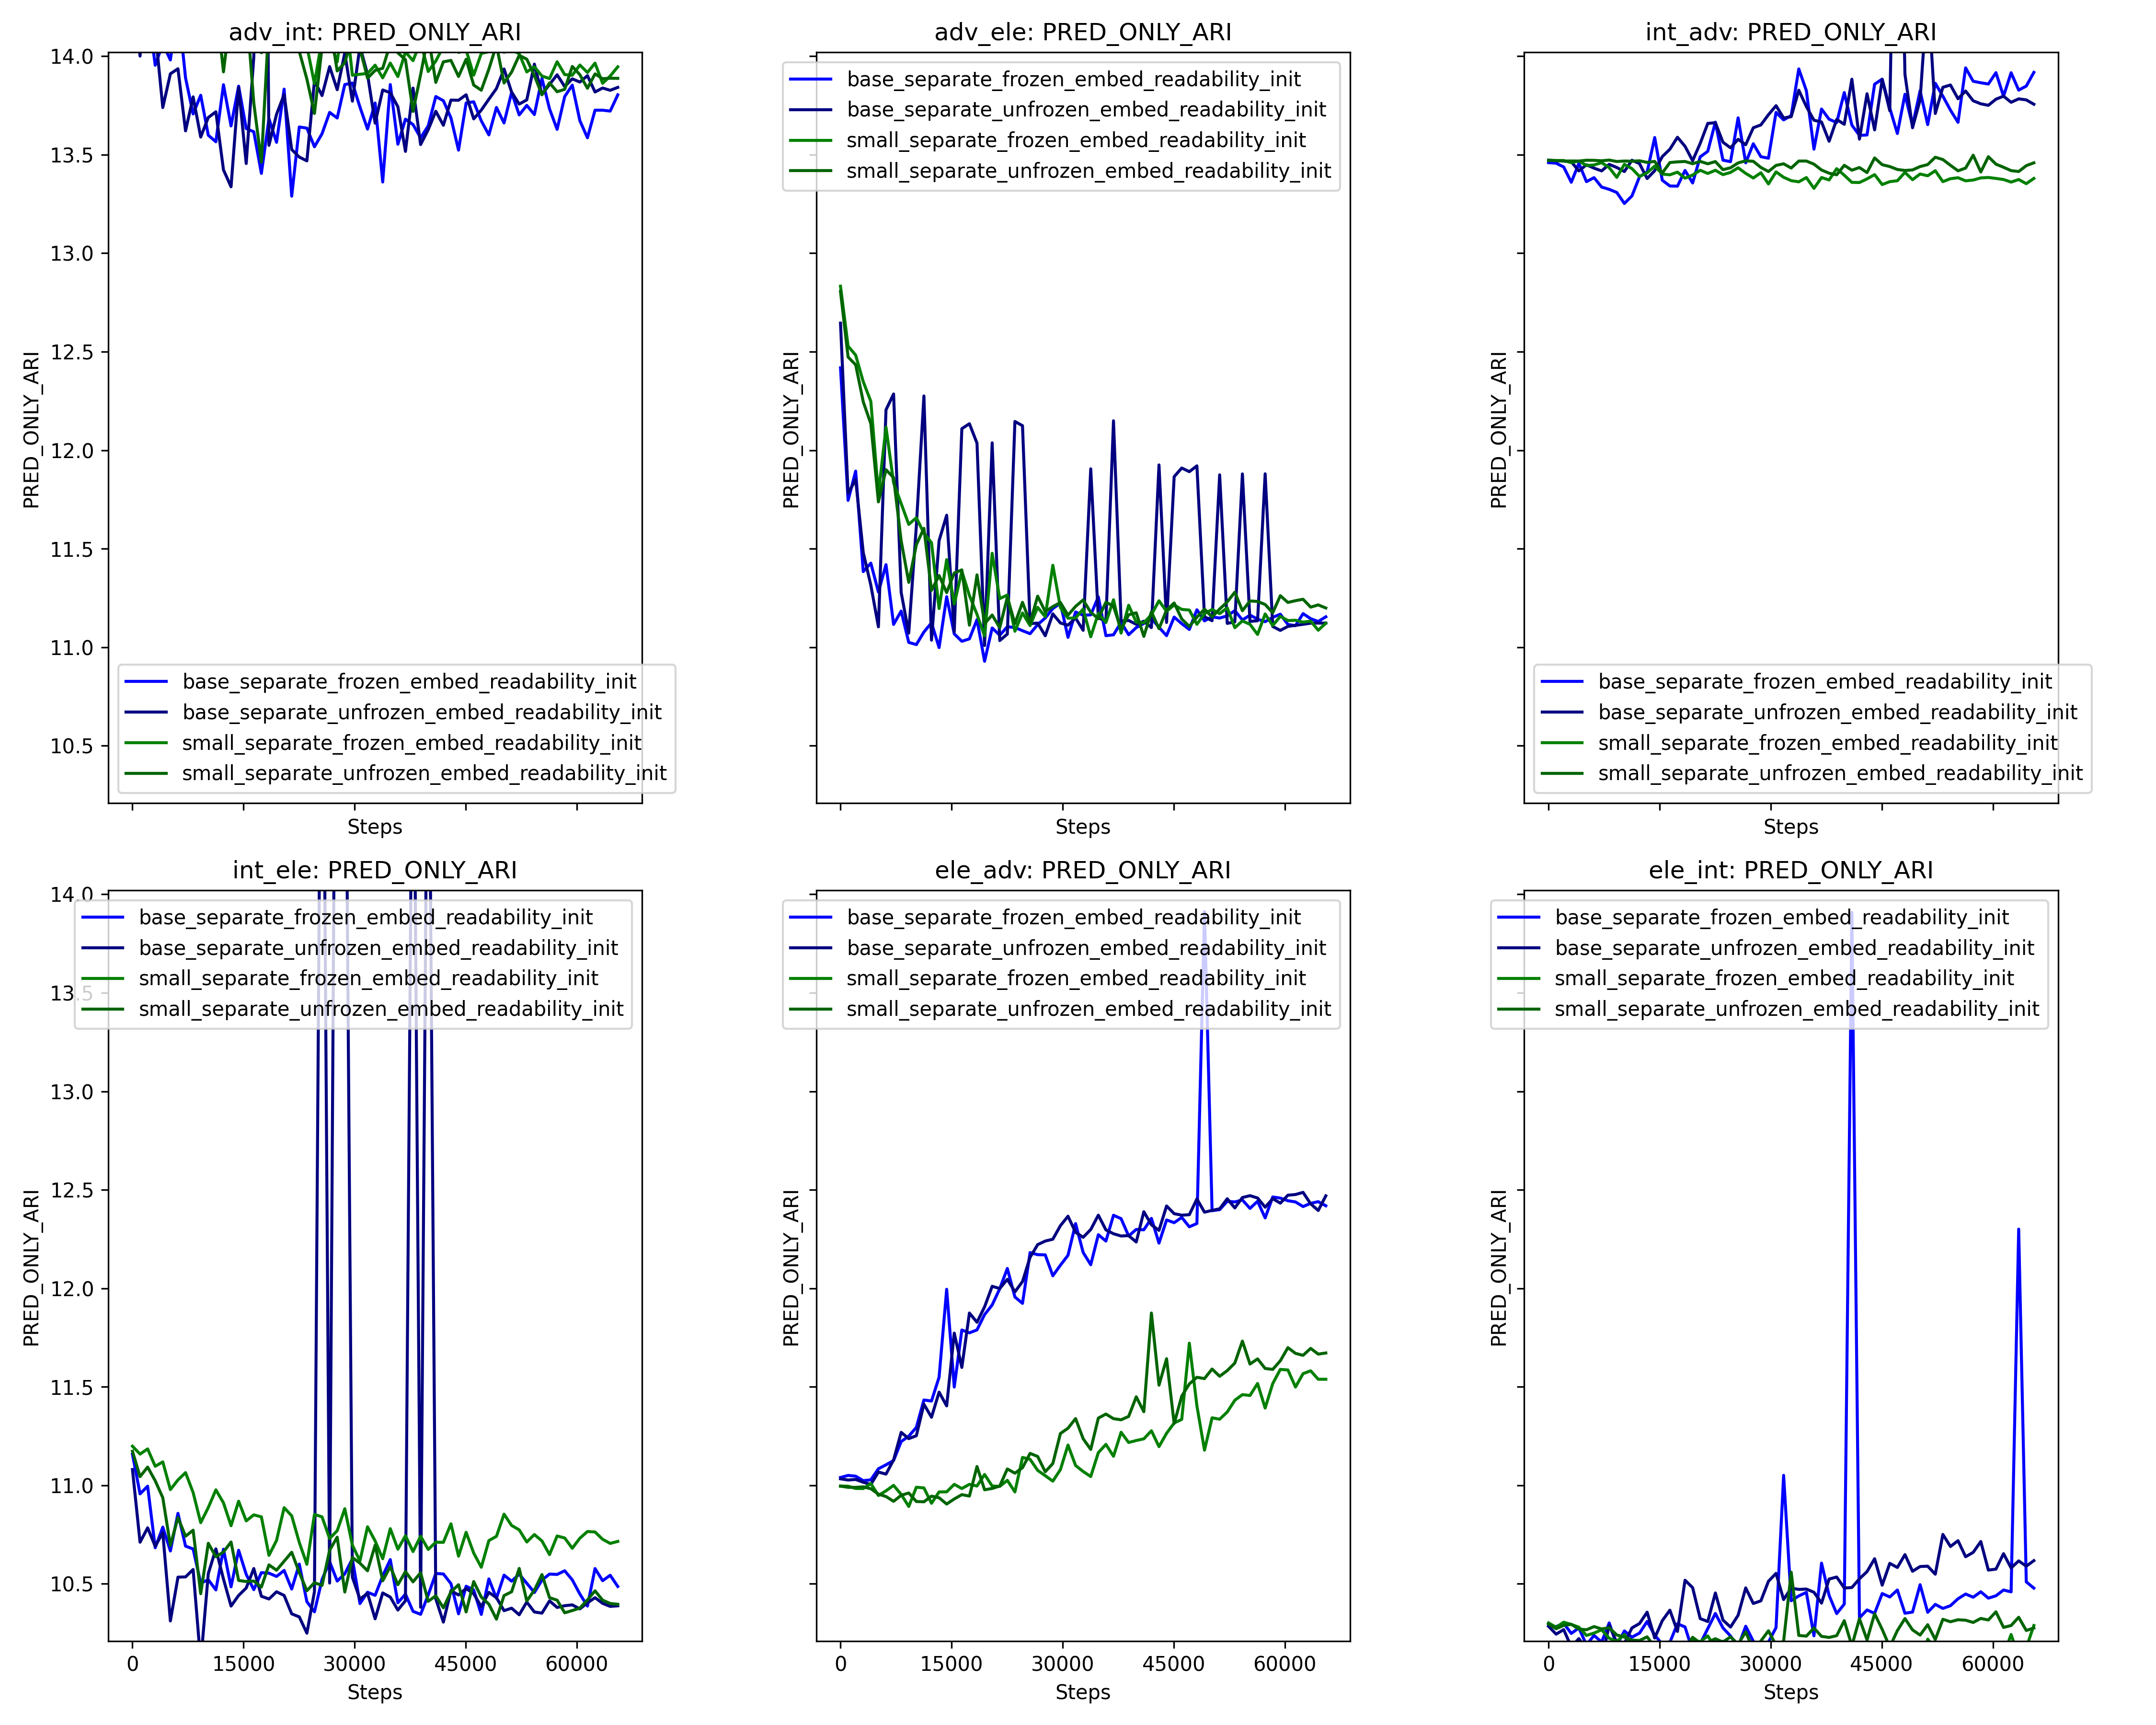 adv_int: PRED_ONLY_ARI
14.0
13.5
13.0
12.5
12.0
11.5
11.0
10.5
PRED_ONLY_ARI
base_separate_frozen_embed_readability_init
base_separate_unfrozen_embed_readability_init
small_separate_frozen_embed_readability_init
small_separate_unfrozen_embed_readability_init
Steps
adv_ele: PRED_ONLY_ARI
PRED_ONLY_ARI
base_separate_frozen_embed_readability_init
base_separate_unfrozen_embed_readability_init
small_separate_frozen_embed_readability_init
small_separate_unfrozen_embed_readability_init
Steps
int_adv: PRED_ONLY_ARI
PRED_ONLY_ARI
base_separate_frozen_embed_readability_init
base_separate_unfrozen_embed_readability_init
small_separate_frozen_embed_readability_init
small_separate_unfrozen_embed_readability_init
Steps
int_ele: PRED_ONLY_ARI
14.0
13.5
13.0
12.5
12.0
11.5
11.0
10.5
PRED_ONLY_ARI
base_separate_frozen_embed_readability_init
base_separate_unfrozen_embed_readability_init
small_separate_frozen_embed_readability_init
small_separate_unfrozen_embed_readability_init
0 15000 30000 45000 60000
Steps
ele_adv: PRED_ONLY_ARI
PRED_ONLY_ARI
base_separate_frozen_embed_readability_init
base_separate_unfrozen_embed_readability_init
small_separate_frozen_embed_readability_init
small_separate_unfrozen_embed_readability_init
0 15000 30000 45000 60000
Steps
ele_int: PRED_ONLY_ARI
PRED_ONLY_ARI
base_separate_frozen_embed_readability_init
base_separate_unfrozen_embed_readability_init
small_separate_frozen_embed_readability_init
small_separate_unfrozen_embed_readability_init
0 15000 30000 45000 60000
Steps